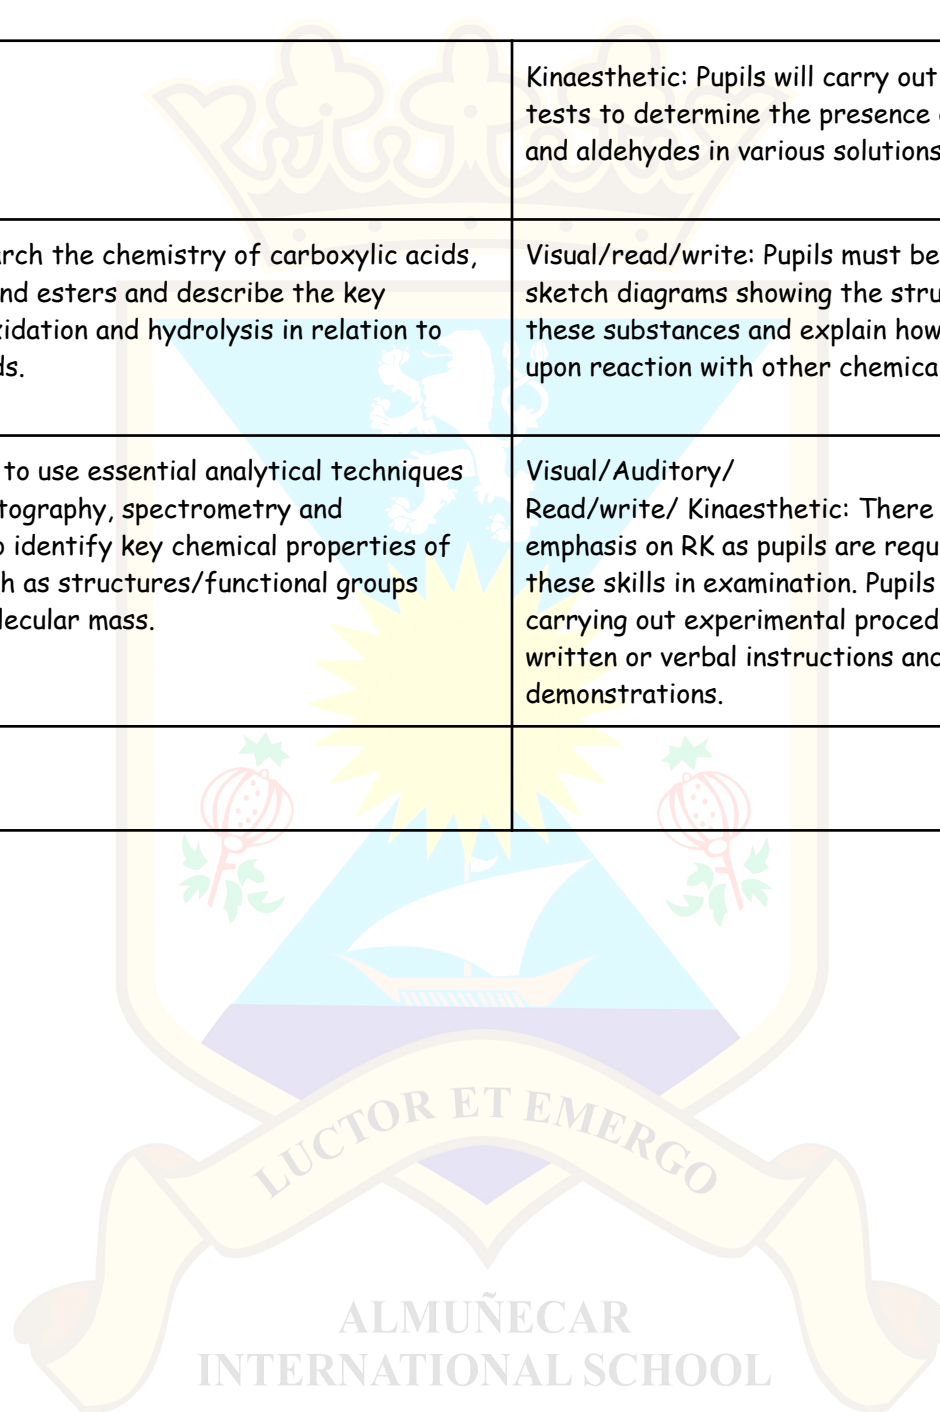 Kinaesthetic: Pupils will carry out
tests to determine the presence
and aldehydes in various solutions
rch the chemistry of carboxylic acids,
nd esters and describe the key
xidation and hydrolysis in relation to
ds.
Visual/read/write: Pupils must be
sketch diagrams showing the stru
these substances and explain how
upon reaction with other chemica
to use essential analytical techniques
tography, spectrometry and
o identify key chemical properties of
h as structures/functional groups
lecular mass.
Visual/Auditory/
Read/write/ Kinaesthetic: There
emphasis on RK as pupils are requ
these skills in examination. Pupils
carrying out experimental proced
written or verbal instructions and
demonstrations.
LUCTOR ET EMERGO
ALMUÑECAR
INTERNATIONAL SCHOOL